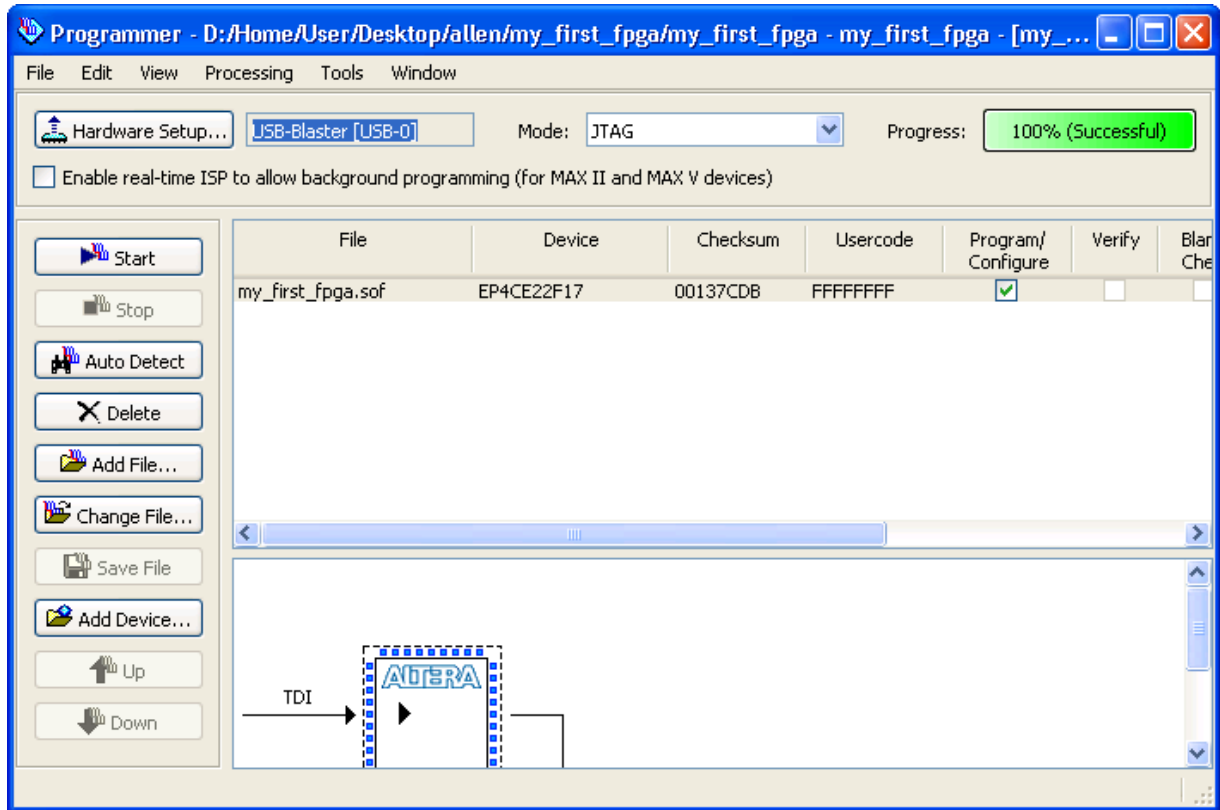 Programmer - D:/Home/User/Desktop/allen/my_first_fpga/my_first_fpga - my_first_fpga - [my_...
File Edit View Processing Tools Window
Hardware Setup... USB-Blaster [USB-0] Mode: JTAG Progress: 100% (Successful)
Enable real-time ISP to allow background programming (for MAX II and MAX V devices)
Start
Stop
Auto Detect
Delete
Add File...
Change File...
Save File
Add Device...
Up
Down
File Device Checksum Usercode Program/ Verify Blar
Configure Che
my_first_fpga.sof EP4CE22F17 00137CDB FFFFFFFF
ALTERA
TDI